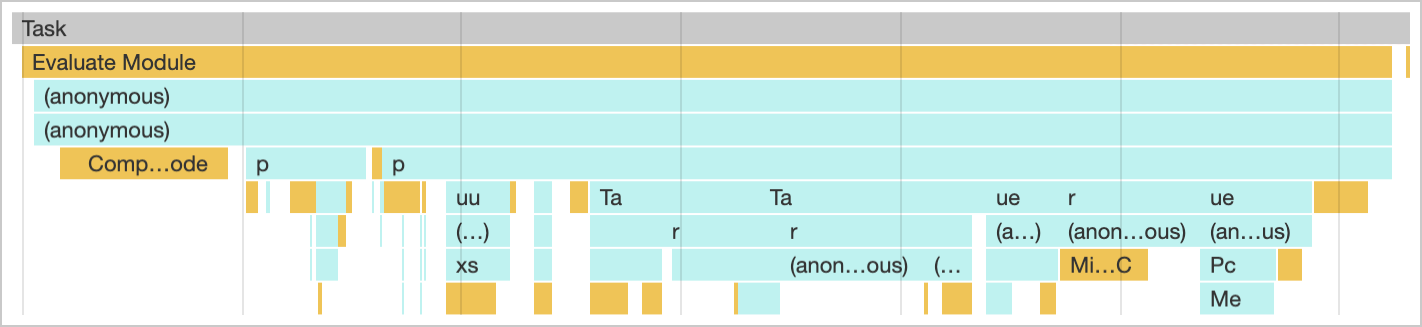 Task
Evaluate Module
(anonymous)
(anonymous)
Comp…ode p p
uu Ta Ta ue r ue
(…) r r (a…) (anon…ous) (an…us)
xs (anon…ous) (… Mi…C Pc
Me